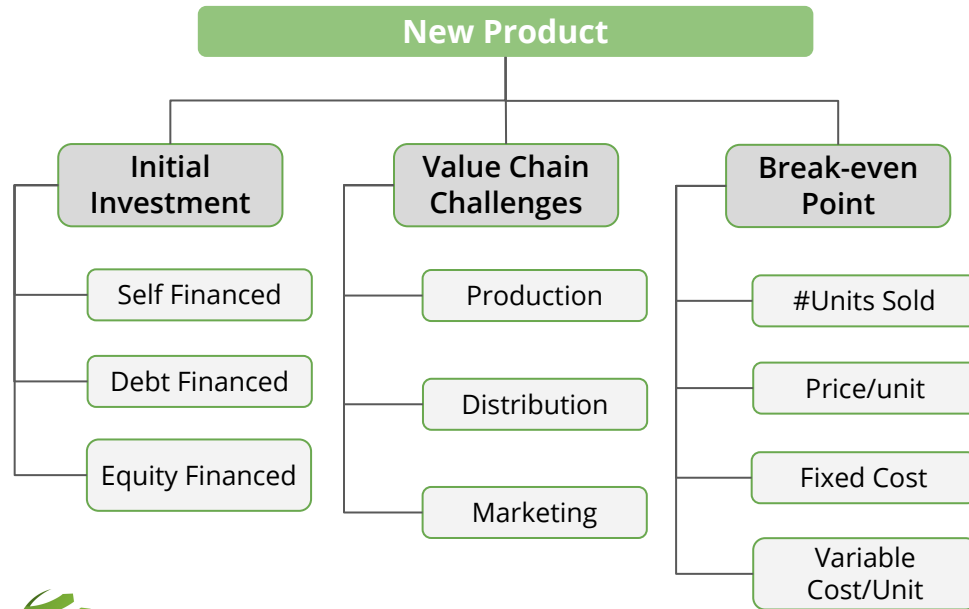 New Product
Initial
Investment
Self Financed
Debt Financed
Equity Financed
Value Chain
Challenges
Production
Distribution
Marketing
Break-even
Point
#Units Sold
Price/unit
Fixed Cost
Variable
Cost/Unit